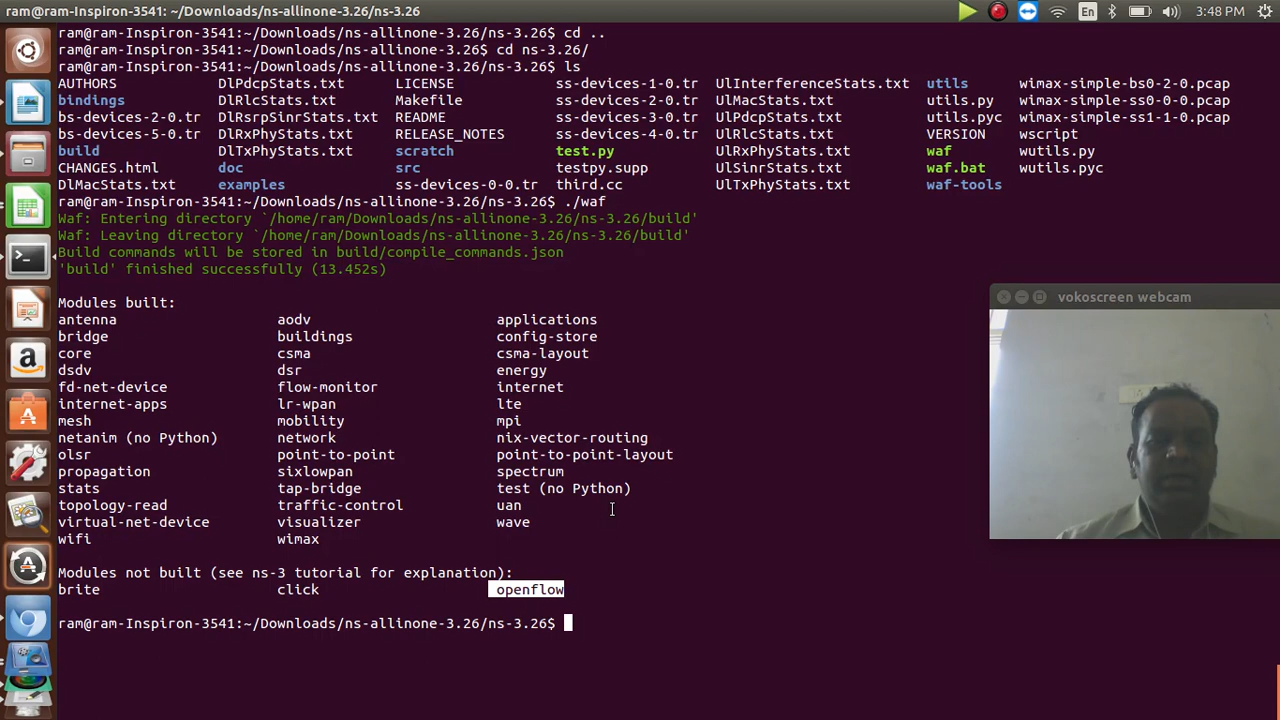 ram@ram-Inspiron-3541: ~/Downloads/ns-allinone-3.26/ns-3.26 En 3:48 PM
ram@ram-Inspiron-3541:~/Downloads/ns-allinone-3.26/ns-3.26$ cd ..
ram@ram-Inspiron-3541:~/Downloads/ns-allinone-3.26$ cd ns-3.26/
ram@ram-Inspiron-3541:~/Downloads/ns-allinone-3.26/ns-3.26$ ls
AUTHORS DlPdcpStats.txt LICENSE ss-devices-1-0.tr UlInterferenceStats.txt utils wimax-simple-bs0-2-0.pcap
bindings DlRlcStats.txt Makefile ss-devices-2-0.tr UlMacStats.txt utils.py wimax-simple-ss0-0-0.pcap
bs-devices-2-0.tr DlRsrpSinrStats.txt README ss-devices-3-0.tr UlPdcpStats.txt utils.pyc wimax-simple-ss1-1-0.pcap
bs-devices-5-0.tr DlRxPhyStats.txt RELEASE_NOTES ss-devices-4-0.tr UlRlcStats.txt VERSION wscript
build DlTxPhyStats.txt scratch test.py UlRxPhyStats.txt waf wutils.py
CHANGES.html doc src testpy.supp UlSinrStats.txt waf.bat wutils.pyc
DlMacStats.txt examples ss-devices-0-0.tr third.cc UlTxPhyStats.txt waf-tools
ram@ram-Inspiron-3541:~/Downloads/ns-allinone-3.26/ns-3.26$ ./waf
Waf: Entering directory `/home/ram/Downloads/ns-allinone-3.26/ns-3.26/build'
Waf: Leaving directory `/home/ram/Downloads/ns-allinone-3.26/ns-3.26/build'
Build commands will be stored in build/compile_commands.json
'build' finished successfully (13.452s)
Modules built:
antenna aodv applications
bridge buildings config-store
core csma csma-layout
dsdv dsr energy
fd-net-device flow-monitor internet
internet-apps lr-wpan lte
mesh mobility mpi
netanim (no Python) network nix-vector-routing
olsr point-to-point point-to-point-layout
propagation sixlowpan spectrum
stats tap-bridge test (no Python)
topology-read traffic-control uan
virtual-net-device visualizer wave
wifi wimax
Modules not built (see ns-3 tutorial for explanation):
brite click openflow
ram@ram-Inspiron-3541:~/Downloads/ns-allinone-3.26/ns-3.26$
vokoscreen webcam